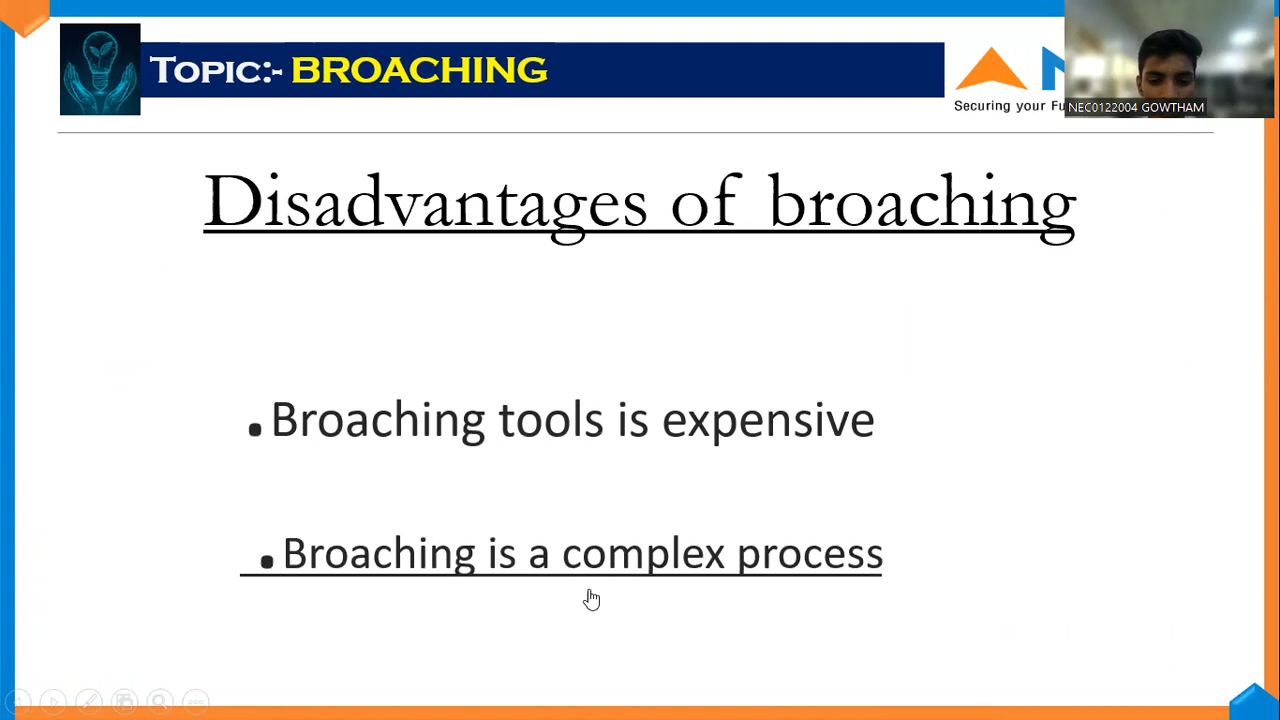 Topic:- BROACHING
Securing your Fu
NEC0122004 GOWTHAM
Disadvantages of broaching
.Broaching tools is expensive
.Broaching is a complex process